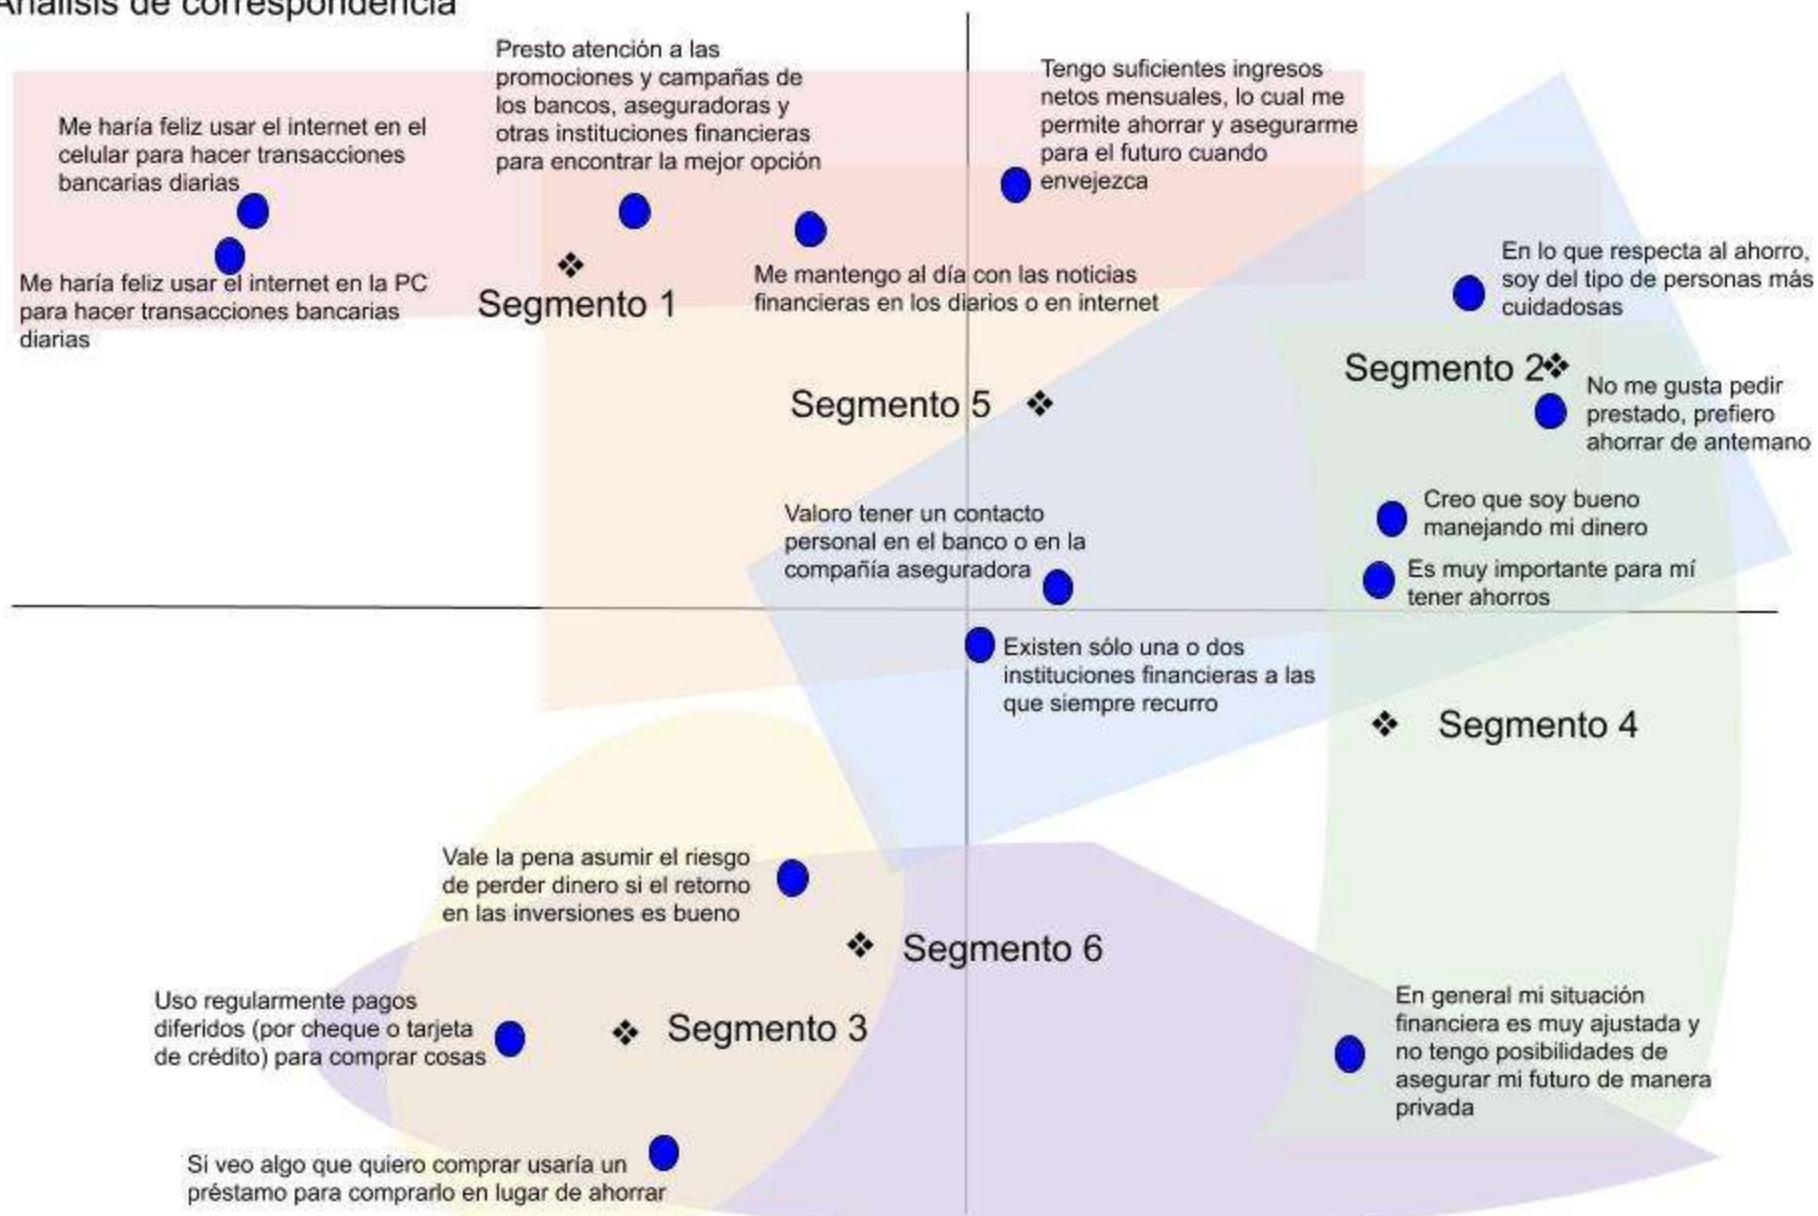 Análisis de correspondencia
Presto atención a las
promociones y campañas de
los bancos, aseguradoras y
otras instituciones financieras
para encontrar la mejor opción
Tengo suficientes ingresos
netos mensuales, lo cual me
permite ahorrar y asegurarme
para el futuro cuando
envejezca
Me haría feliz usar el internet en el
celular para hacer transacciones
bancarias diarias
Me haría feliz usar el internet en la PC
para hacer transacciones bancarias
diarias
Segmento 1
Me mantengo al día con las noticias
financieras en los diarios o en internet
En lo que respecta al ahorro,
soy del tipo de personas más
cuidadosas
Segmento 2
No me gusta pedir
prestado, prefiero
ahorrar de antemano
Segmento 5
Creo que soy bueno
manejando mi dinero
Valoro tener un contacto
personal en el banco o en la
compañía aseguradora
Es muy importante para mí
tener ahorros
Existen sólo una o dos
instituciones financieras a las
que siempre recurro
Segmento 4
Vale la pena asumir el riesgo
de perder dinero si el retorno
en las inversiones es bueno
Segmento 6
Uso regularmente pagos
diferidos (por cheque o tarjeta
de crédito) para comprar cosas
Segmento 3
En general mi situación
financiera es muy ajustada y
no tengo posibilidades de
asegurar mi futuro de manera
privada
Si veo algo que quiero comprar usaría un
préstamo para comprarlo en lugar de ahorrar